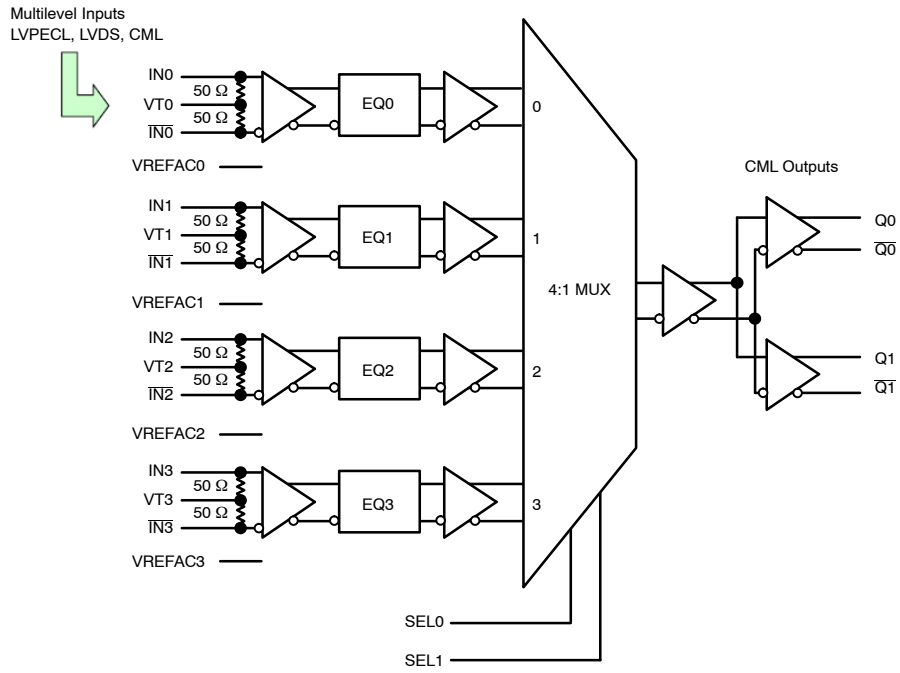 Multilevel Inputs
LVPECL, LVDS, CML
IN0
50 Ω
VT0
50 Ω
IN0
EQ0
0
VREFAC0
IN1
50 Ω
VT1
50 Ω
IN1
EQ1
1
VREFAC1
IN2
50 Ω
VT2
50 Ω
IN2
EQ2
2
VREFAC2
IN3
50 Ω
VT3
50 Ω
IN3
EQ3
3
VREFAC3
4:1 MUX
CML Outputs
Q0
Q0
Q1
Q1
SEL0
SEL1